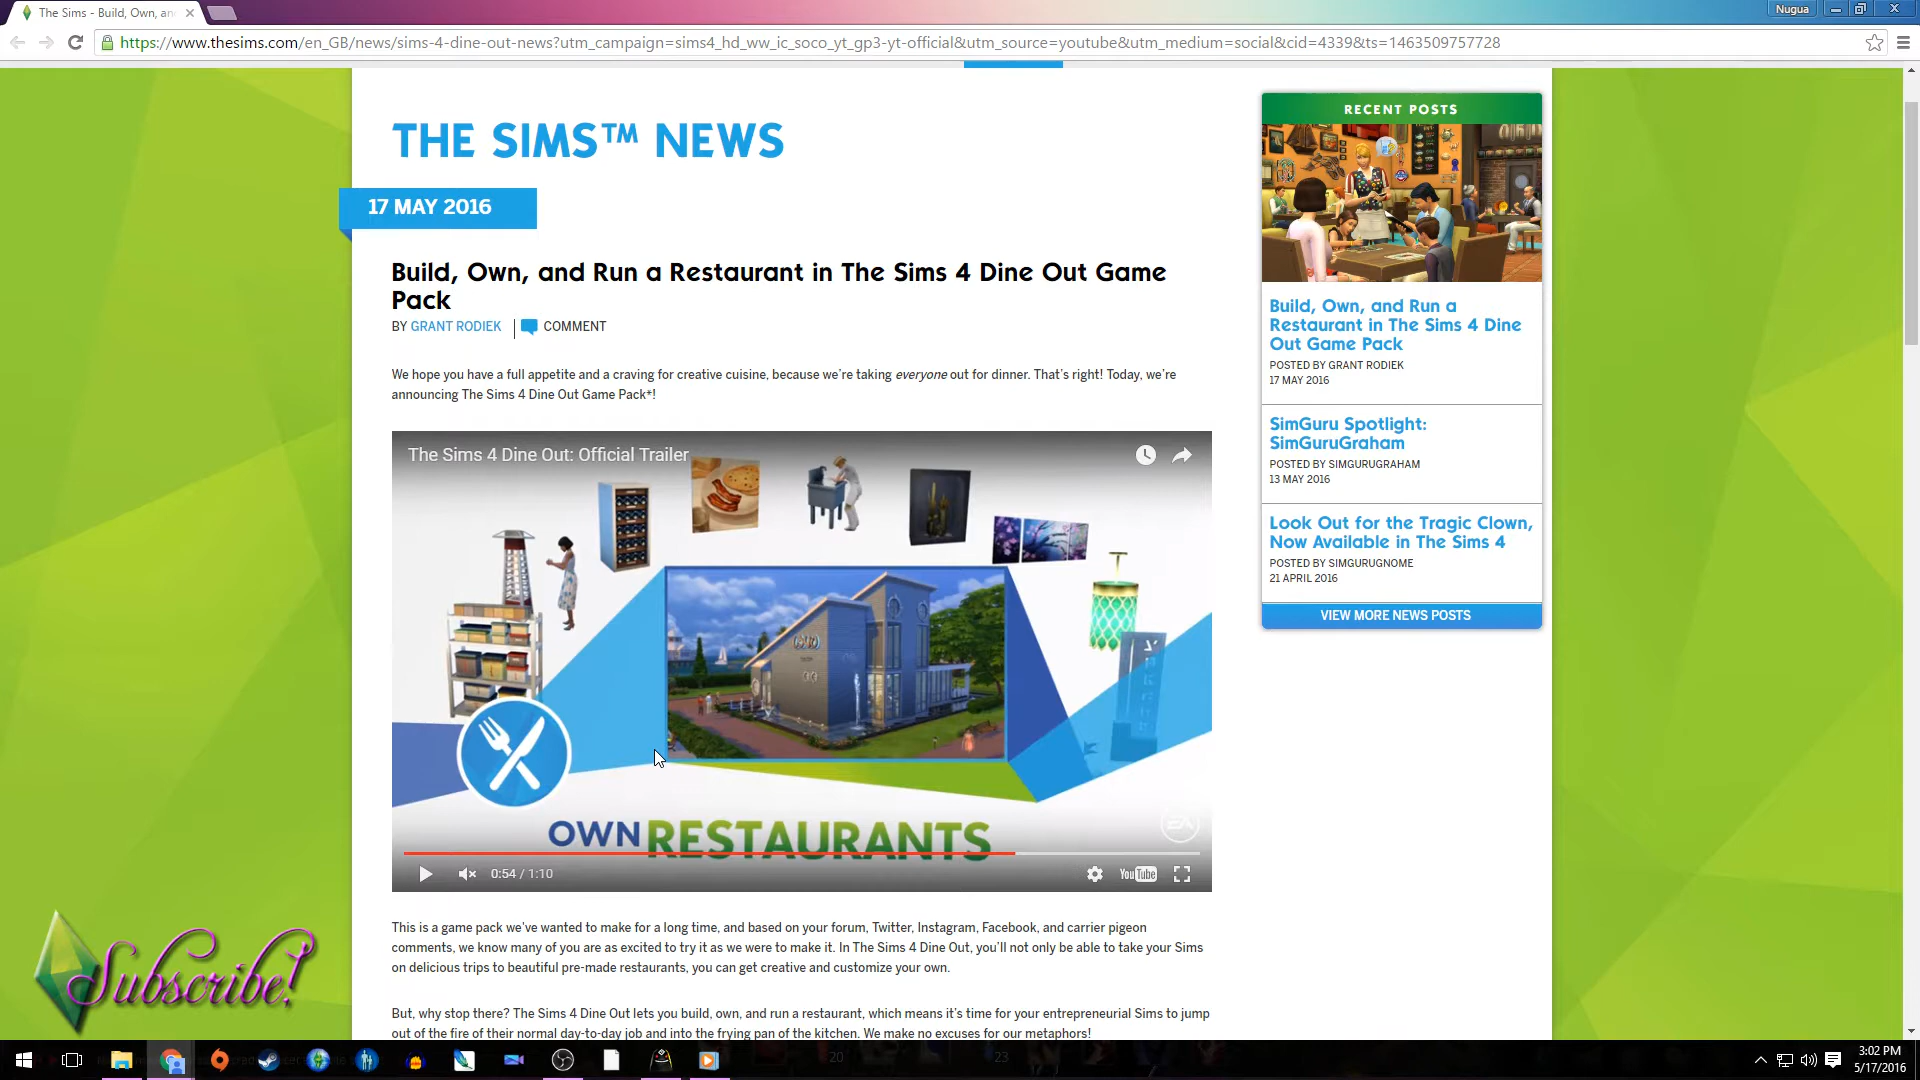 The Sims - Build, Own, an
Nugua
https://www.thesims.com/en_GB/news/sims-4-dine-out-news?utm_campaign=sims4_hd_ww_ic_soco_yt_gp3-yt-official&utm_source=youtube&utm_medium=social&cid=4339&ts=1463509757728
THE SIMS™ NEWS
17 MAY 2016
Build, Own, and Run a Restaurant in The Sims 4 Dine Out Game
Pack
BY GRANT RODIEK
COMMENT
We hope you have a full appetite and a craving for creative cuisine, because we're taking everyone out for dinner. That's right! Today, we're
announcing The Sims 4 Dine Out Game Pack*!
The Sims 4 Dine Out: Official Trailer
OWN RESTAURANTS
EA
0:54 / 1:10
YouTube
This is a game pack we've wanted to make for a long time, and based on your forum, Twitter, Instagram, Facebook, and carrier pigeon
comments, we know many of you are as excited to try it as we were to make it. In The Sims 4 Dine Out, you'll not only be able to take your Sims
on delicious trips to beautiful pre-made restaurants, you can get creative and customize your own.
But, why stop there? The Sims 4 Dine Out lets you build, own, and run a restaurant, which means it's time for your entrepreneurial Sims to jump
out of the fire of their normal day-to-day job and into the frying pan of the kitchen. We make no excuses for our metaphors!
RECENT POSTS
Build, Own, and Run a
Restaurant in The Sims 4 Dine
Out Game Pack
POSTED BY GRANT RODIEK
17 MAY 2016
SimGuru Spotlight:
SimGuruGraham
POSTED BY SIMGURUGRAHAM
13 MAY 2016
Look Out for the Tragic Clown,
Now Available in The Sims 4
POSTED BY SIMGURUGNOME
21 APRIL 2016
VIEW MORE NEWS POSTS
Subscribe!
20
23
3:02 PM
5/17/2016